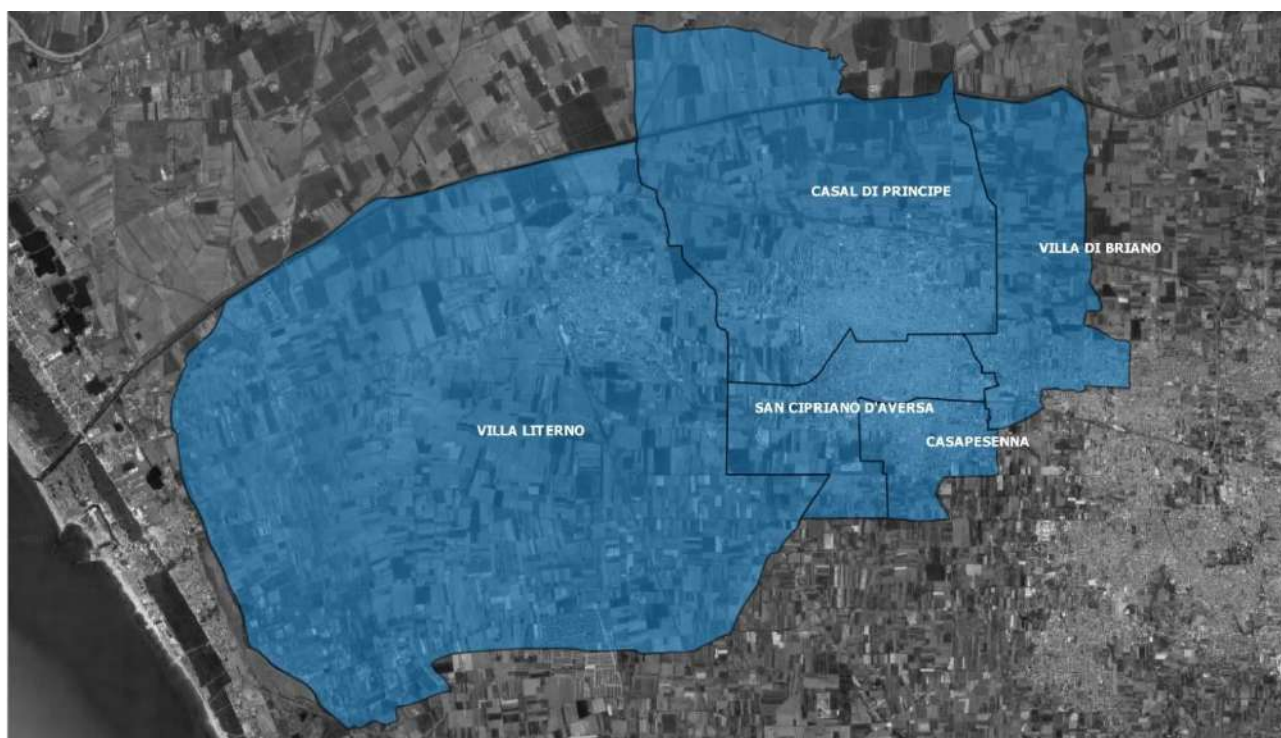 CASAL DI PRINCIPE
VILLA DI BRIANO
SAN CIPRIANO D'AVERSA
VILLA LITERNO
CASAPESENNA